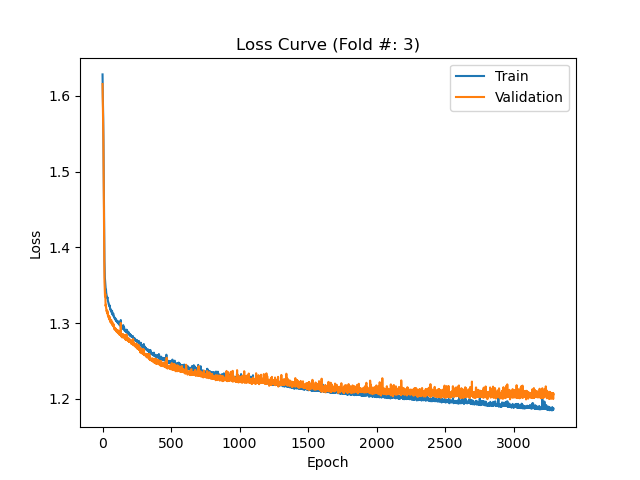 Loss Curve (Fold #: 3)
Train
Validation
1.6
1.5
1.4
1.3
1.2
Loss
0 500 1000 1500 2000 2500 3000
Epoch